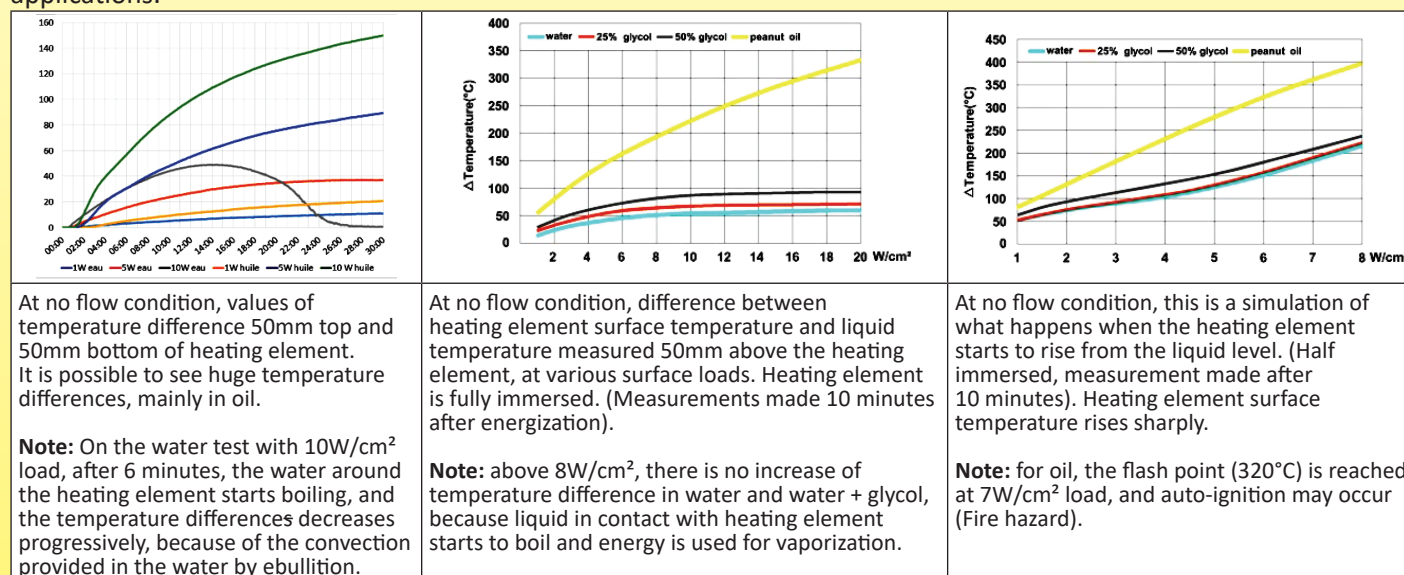 applications.
160
140
120
100
80
60
40
20
0
00:00 02:00 04:00 06:00 08:00 10:00 12:00 14:00 16:00 18:00 20:00 22:00 24:00 26:00 28:00 30:00
1W eau 5W eau 10W eau 1W huile 5W huile 10 W huile
400
350
300
250
200
150
100
50
0
△Temperature(°C)
water 25% glycol 50% glycol peanut oil
2 4 6 8 10 12 14 16 18 20 W/cm²
450
400
350
300
250
200
150
100
50
0
△Temperature(°C)
water 25% glycol 50% glycol peanut oil
1 2 3 4 5 6 7 8 W/cm
At no flow condition, values of
temperature difference 50mm top and
50mm bottom of heating element.
It is possible to see huge temperature
differences, mainly in oil.
Note: On the water test with 10W/cm²
load, after 6 minutes, the water around
the heating element starts boiling, and
the temperature differences decreases
progressively, because of the convection
provided in the water by ebullition.
At no flow condition, difference between
heating element surface temperature and liquid
temperature measured 50mm above the heating
element, at various surface loads. Heating element
is fully immersed. (Measurements made 10 minutes
after energization).
Note: above 8W/cm², there is no increase of
temperature difference in water and water + glycol,
because liquid in contact with heating element
starts to boil and energy is used for vaporization.
At no flow condition, this is a simulation of
what happens when the heating element
starts to rise from the liquid level. (Half
immersed, measurement made after
10 minutes). Heating element surface
temperature rises sharply.
Note: for oil, the flash point (320°C) is reached
at 7W/cm² load, and auto-ignition may occur
(Fire hazard).